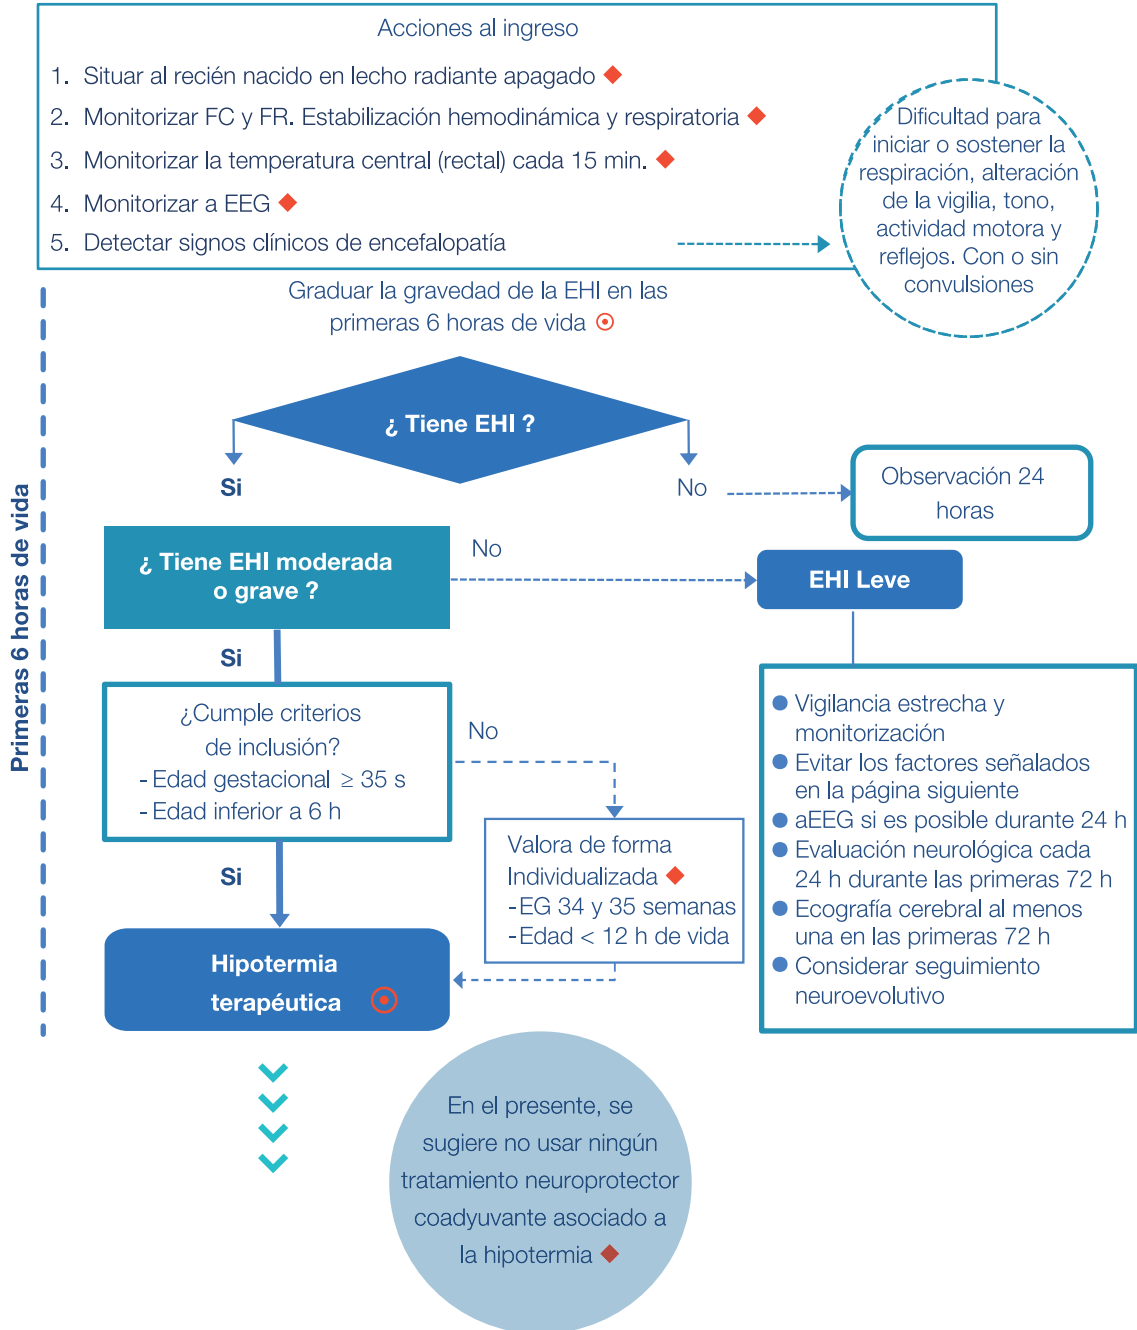 Acciones al ingreso
1. Situar al recién nacido en lecho radiante apagado
2. Monitorizar FC y FR. Estabilización hemodinámica y respiratoria
3. Monitorizar la temperatura central (rectal) cada 15 min.
4. Monitorizar a EEG
5. Detectar signos clínicos de encefalopatía
Dificultad para
iniciar o sostener la
respiración, alteración
de la vigilia, tono,
actividad motora y
reflejos. Con o sin
convulsiones
Primeras 6 horas de vida
Graduar la gravedad de la EHI en las
primeras 6 horas de vida
¿ Tiene EHI ?
Si
No
Observación 24
horas
¿ Tiene EHI moderada
o grave ?
No
EHI Leve
Si
¿Cumple criterios
de inclusión?
- Edad gestacional ≥ 35 s
- Edad inferior a 6 h
No
Valora de forma
Individualizada
-EG 34 y 35 semanas
-Edad < 12 h de vida
Si
Hipotermia
terapéutica
● Vigilancia estrecha y
monitorización
● Evitar los factores señalados
en la página siguiente
● aEEG si es posible durante 24 h
● Evaluación neurológica cada
24 h durante las primeras 72 h
● Ecografía cerebral al menos
una en las primeras 72 h
● Considerar seguimiento
neuroevolutivo
En el presente, se
sugiere no usar ningún
tratamiento neuroprotector
coadyuvante asociado a
la hipotermia